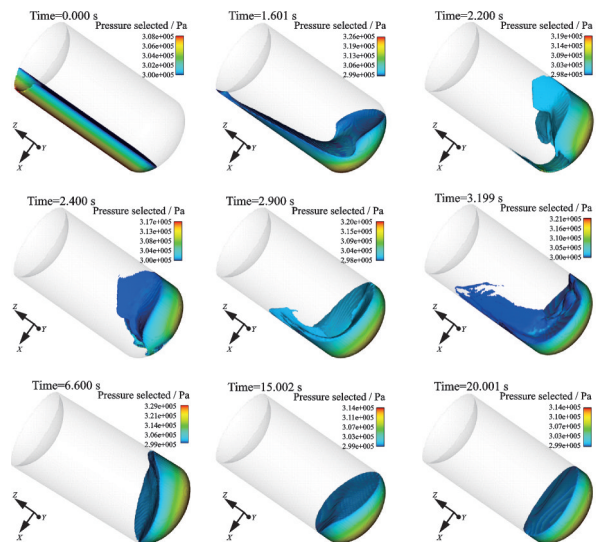 Time=0.000 s
Pressure selected / Pa
3.08e+005
3.06e+005
3.04e+005
3.02e+005
3.00e+005
Z
Y
X
Time=1.601 s
Pressure selected / Pa
3.26e+005
3.19e+005
3.13e+005
3.06e+005
2.99e+005
Z
Y
X
Time=2.200 s
Pressure selected / Pa
3.19e+005
3.14e+005
3.09e+005
3.03e+005
2.98e+005
Z
Y
X
Time=2.400 s
Pressure selected / Pa
3.17e+005
3.13e+005
3.08e+005
3.04e+005
3.00e+005
Z
Y
X
Time=2.900 s
Pressure selected / Pa
3.20e+005
3.15e+005
3.09e+005
3.04e+005
2.98e+005
Z
Y
X
Time=3.199 s
Pressure selected / Pa
3.21e+005
3.16e+005
3.10e+005
3.05e+005
3.00e+005
Z
Y
X
Time=6.600 s
Pressure selected / Pa
3.29e+005
3.21e+005
3.14e+005
3.06e+005
2.99e+005
Z
Y
X
Time=15.002 s
Pressure selected / Pa
3.14e+005
3.11e+005
3.07e+005
3.03e+005
2.99e+005
Z
Y
X
Time=20.001 s
Pressure selected / Pa
3.14e+005
3.10e+005
3.07e+005
3.03e+005
2.99e+005
Z
Y
X